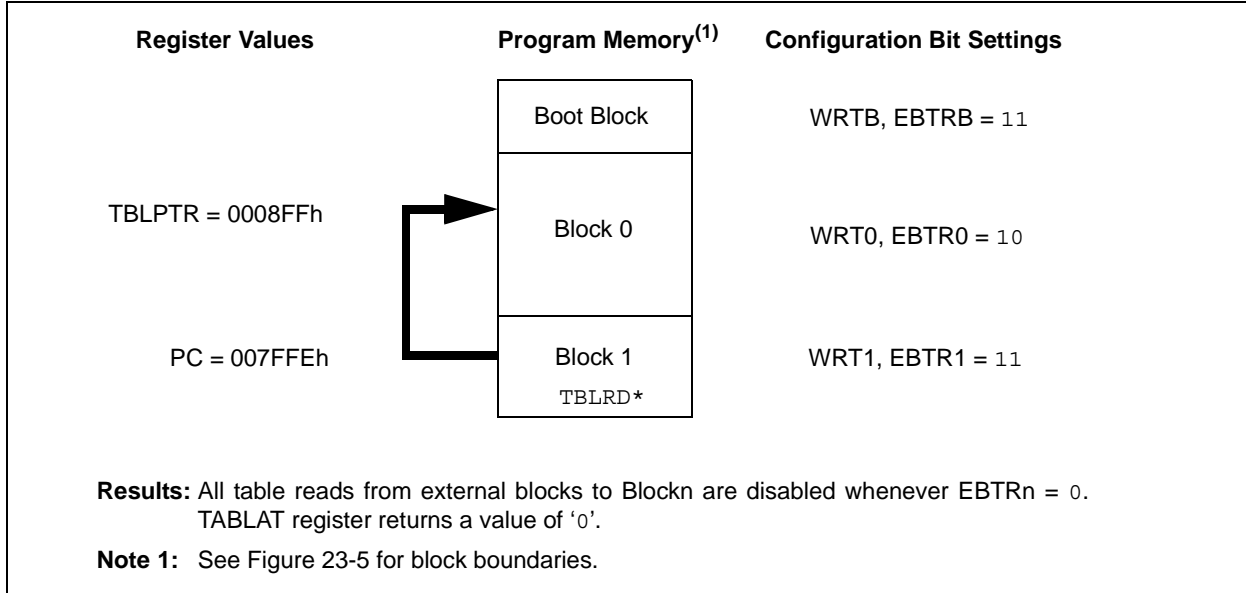 Register Values Program Memory(1) Configuration Bit Settings
Boot Block WRTB, EBTRB = 11
TBLPTR = 0008FFh
Block 0 WRT0, EBTR0 = 10
PC = 007FFEh Block 1 WRT1, EBTR1 = 11
TBLRD*
Results: All table reads from external blocks to Blockn are disabled whenever EBTRn = 0.
TABLAT register returns a value of ‘0’.
Note 1: See Figure 23-5 for block boundaries.